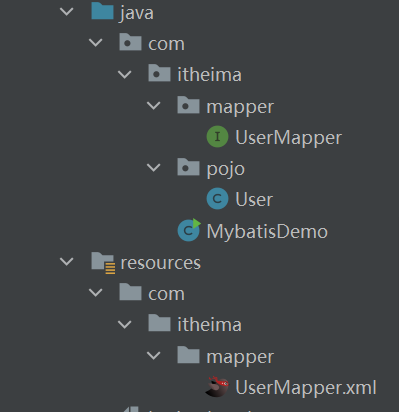 java
com
itheima
mapper
I UserMapper
pojo
C User
C MybatisDemo
resources
com
itheima
mapper
UserMapper.xml